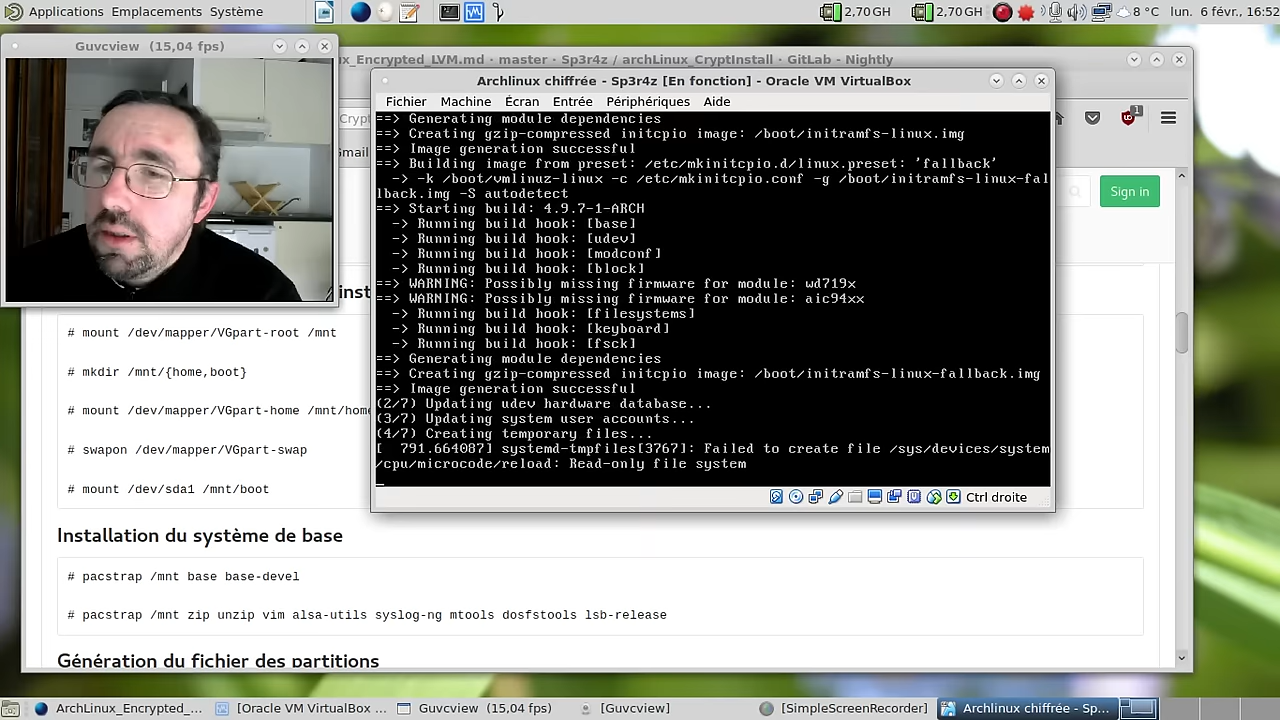 Applications Emplacements Système
2,70 GH
2,70 GH
8 °C
lun. 6 févr., 16:52
Guvcview (15,04 fps)
x_Encrypted_LVM.md · master · Sp3r4z / archLinux_CryptInstall · GitLab - Nightly
Archlinux chiffrée - Sp3r4z [En fonction] - Oracle VM VirtualBox
Fichier Machine Écran Entrée Périphériques Aide
Crypt
1
mail
Sign in
==> Generating module dependencies
==> Creating gzip-compressed initcpio image: /boot/initramfs-linux.img
==> Image generation successful
==> Building image from preset: /etc/mkinitcpio.d/linux.preset: 'fallback'
-> -k /boot/vmlinuz-linux -c /etc/mkinitcpio.conf -g /boot/initramfs-linux-fal
lback.img -S autodetect
==> Starting build: 4.9.7-1-ARCH
-> Running build hook: [base]
-> Running build hook: [udev]
-> Running build hook: [modconf]
-> Running build hook: [block]
==> WARNING: Possibly missing firmware for module: wd719x
==> WARNING: Possibly missing firmware for module: aic94xx
-> Running build hook: [filesystems]
-> Running build hook: [keyboard]
-> Running build hook: [fsck]
==> Generating module dependencies
==> Creating gzip-compressed initcpio image: /boot/initramfs-linux-fallback.img
==> Image generation successful
(2/7) Updating udev hardware database...
(3/7) Updating system user accounts...
(4/7) Creating temporary files...
[  791.664087] systemd-tmpfiles[3767]: Failed to create file /sys/devices/system
/cpu/microcode/reload: Read-only file system
Ctrl droite
inst
# mount /dev/mapper/VGpart-root /mnt
# mkdir /mnt/{home,boot}
# mount /dev/mapper/VGpart-home /mnt/home
# swapon /dev/mapper/VGpart-swap
# mount /dev/sda1 /mnt/boot
Installation du système de base
# pacstrap /mnt base base-devel
# pacstrap /mnt zip unzip vim alsa-utils syslog-ng mtools dosfstools lsb-release
Génération du fichier des partitions
ArchLinux_Encrypted_... [Oracle VM VirtualBox ... Guvcview (15,04 fps) [Guvcview] [SimpleScreenRecorder] Archlinux chiffrée - Sp...